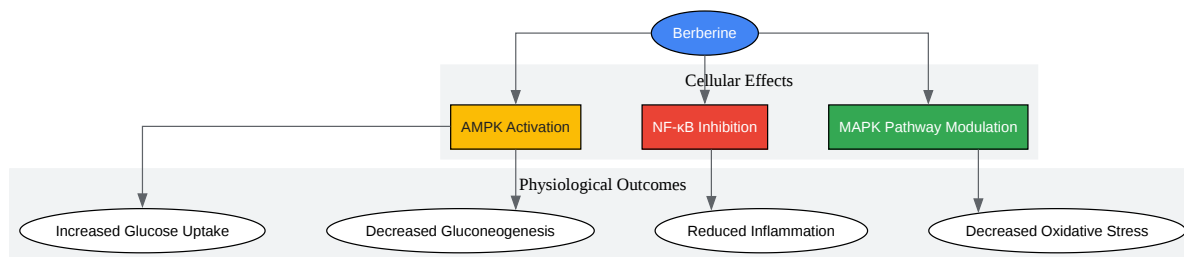 Berberine
Cellular Effects
AMPK Activation
NF-κB Inhibition
MAPK Pathway Modulation
Physiological Outcomes
Increased Glucose Uptake
Decreased Gluconeogenesis
Reduced Inflammation
Decreased Oxidative Stress